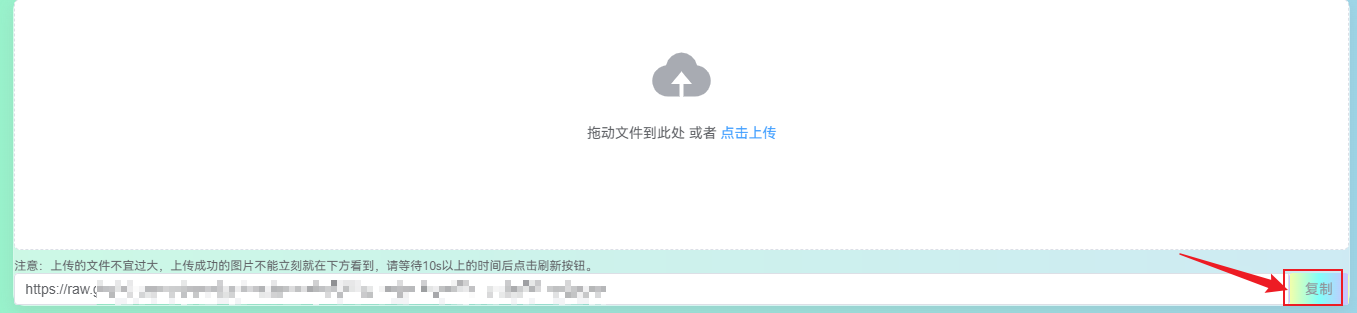 拖动文件到此处 或者 点击上传
注意：上传的文件不宜过大，上传成功的图片不能立刻就在下方看到，请等待10s以上的时间后点击刷新按钮。
https://raw.g
复制